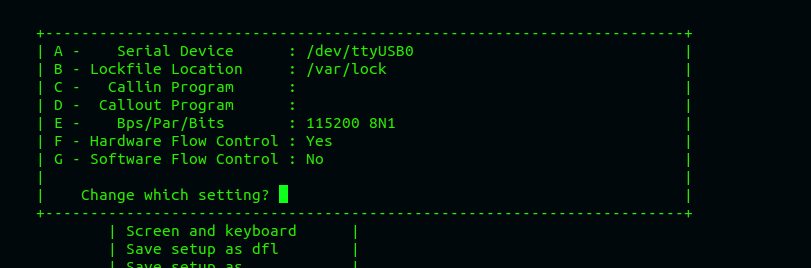 +-----------------------------------------------------------------------+
| A -    Serial Device      : /dev/ttyUSB0                              |
| B - Lockfile Location     : /var/lock                                 |
| C -   Callin Program      :                                           |
| D -  Callout Program      :                                           |
| E -    Bps/Par/Bits       : 115200 8N1                                |
| F - Hardware Flow Control : Yes                                       |
| G - Software Flow Control : No                                        |
|                                                                       |
|    Change which setting?                                              |
+-----------------------------------------------------------------------+
        | Screen and keyboard      |
        | Save setup as dfl        |
        | Save setup as            |